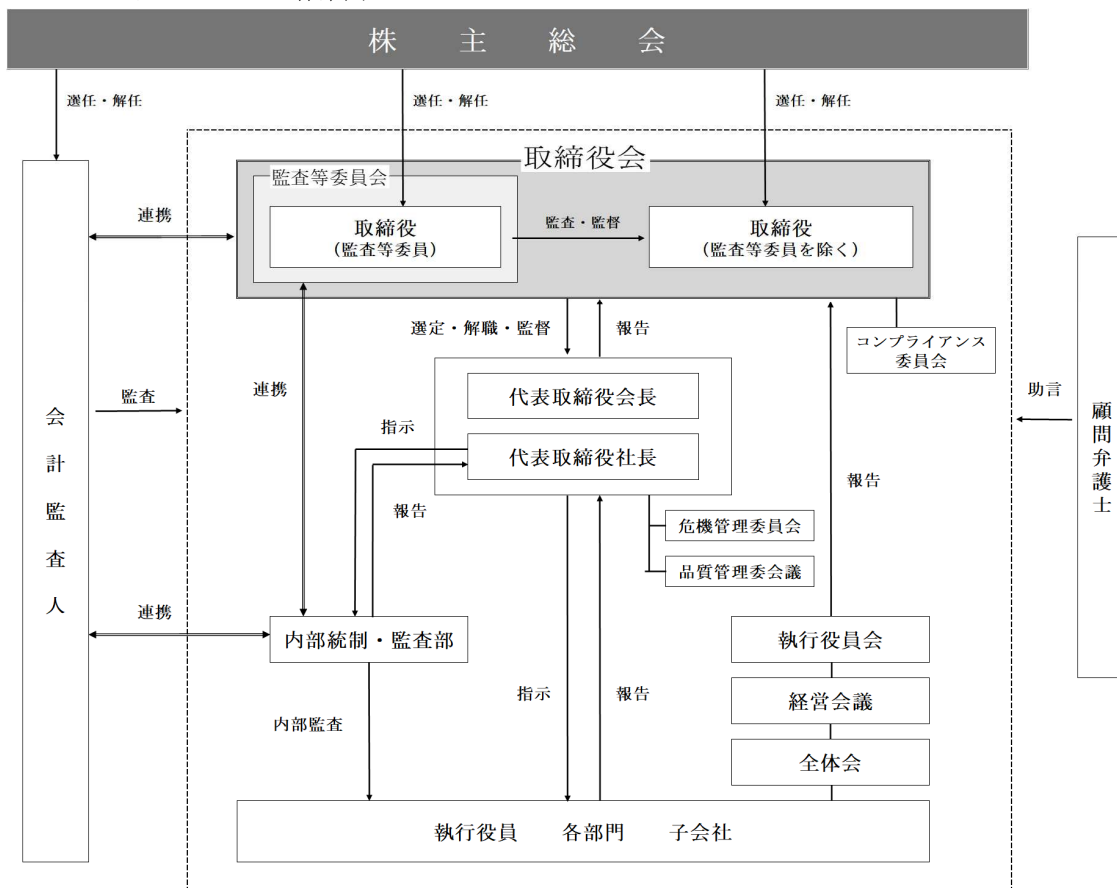 株主総会
選任・解任
選任・解任
選任・解任
取締役会
監査等委員会
連携
取締役
(監査等委員)
監査・監督
取締役
(監査等委員を除く)
選定・解職・監督
報告
コンプライアンス
委員会
会計監査人
監査
連携
代表取締役会長
助言
顧問弁護士
指示
代表取締役社長
報告
報告
危機管理委員会
品質管理委会議
連携
内部統制・監査部
執行役員会
指示
報告
経営会議
内部監査
全体会
執行役員 各部門 子会社